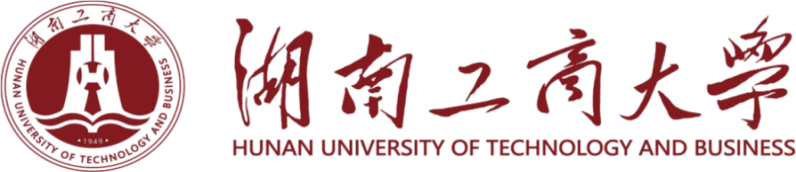 湖南工商大学
HUNAN UNIVERSITY OF TECHNOLOGY AND BUSINESS
·1949·
湖南工商大學
HUNAN UNIVERSITY OF TECHNOLOGY AND BUSINESS